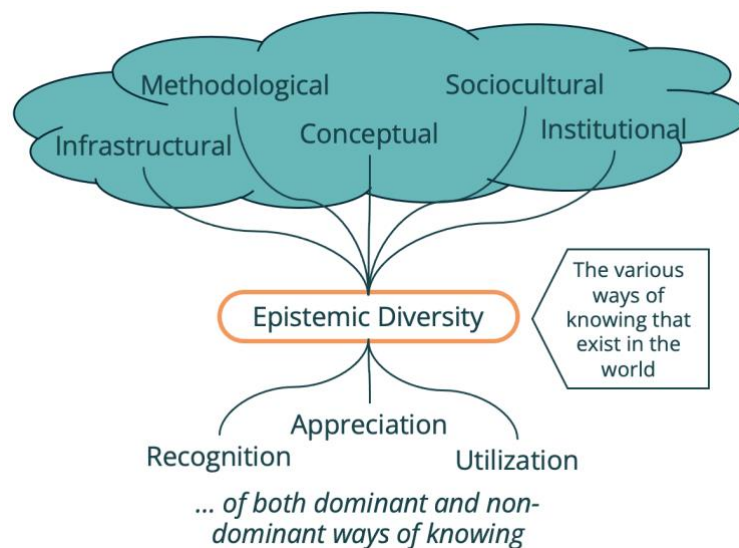 Methodological
Sociocultural
Infrastructural
Conceptual
Institutional
Epistemic Diversity
The various
ways of
knowing that
exist in the
world
Recognition
Appreciation
Utilization
... of both dominant and non-
dominant ways of knowing